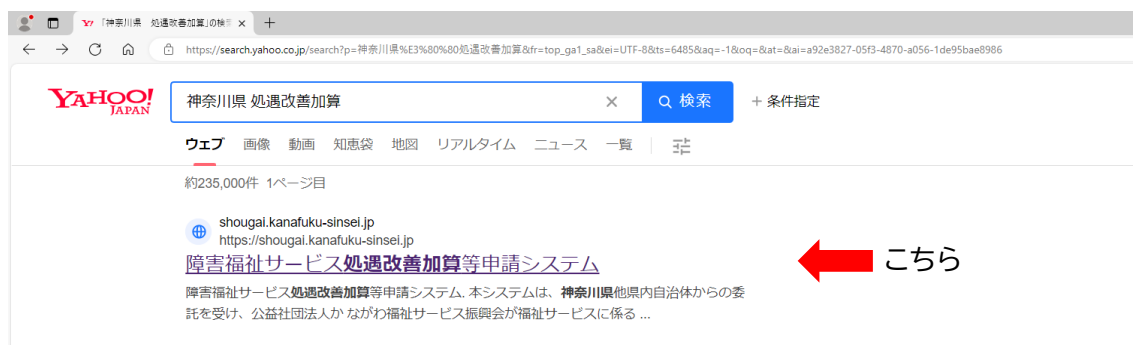 「神奈川県　処遇改善加算」の検索
https://search.yahoo.co.jp/search?p=神奈川県%E3%80%80処遇改善加算&fr=top_ga1_sa&ei=UTF-8&ts=6485&aq=-1&oq=&at=&ai=a92e3827-05f3-4870-a056-1de95bae8986
YAHOO! JAPAN
神奈川県 処遇改善加算
検索
+ 条件指定
ウェブ 画像 動画 知恵袋 地図 リアルタイム ニュース 一覧
約235,000件 1ページ目
shougai.kanafuku-sinsei.jp
https://shougai.kanafuku-sinsei.jp
障害福祉サービス処遇改善加算等申請システム
こちら
障害福祉サービス処遇改善加算等申請システム. 本システムは、神奈川県他県内自治体からの委
託を受け、公益社団法人か ながわ福祉サービス振興会が福祉サービスに係る ...